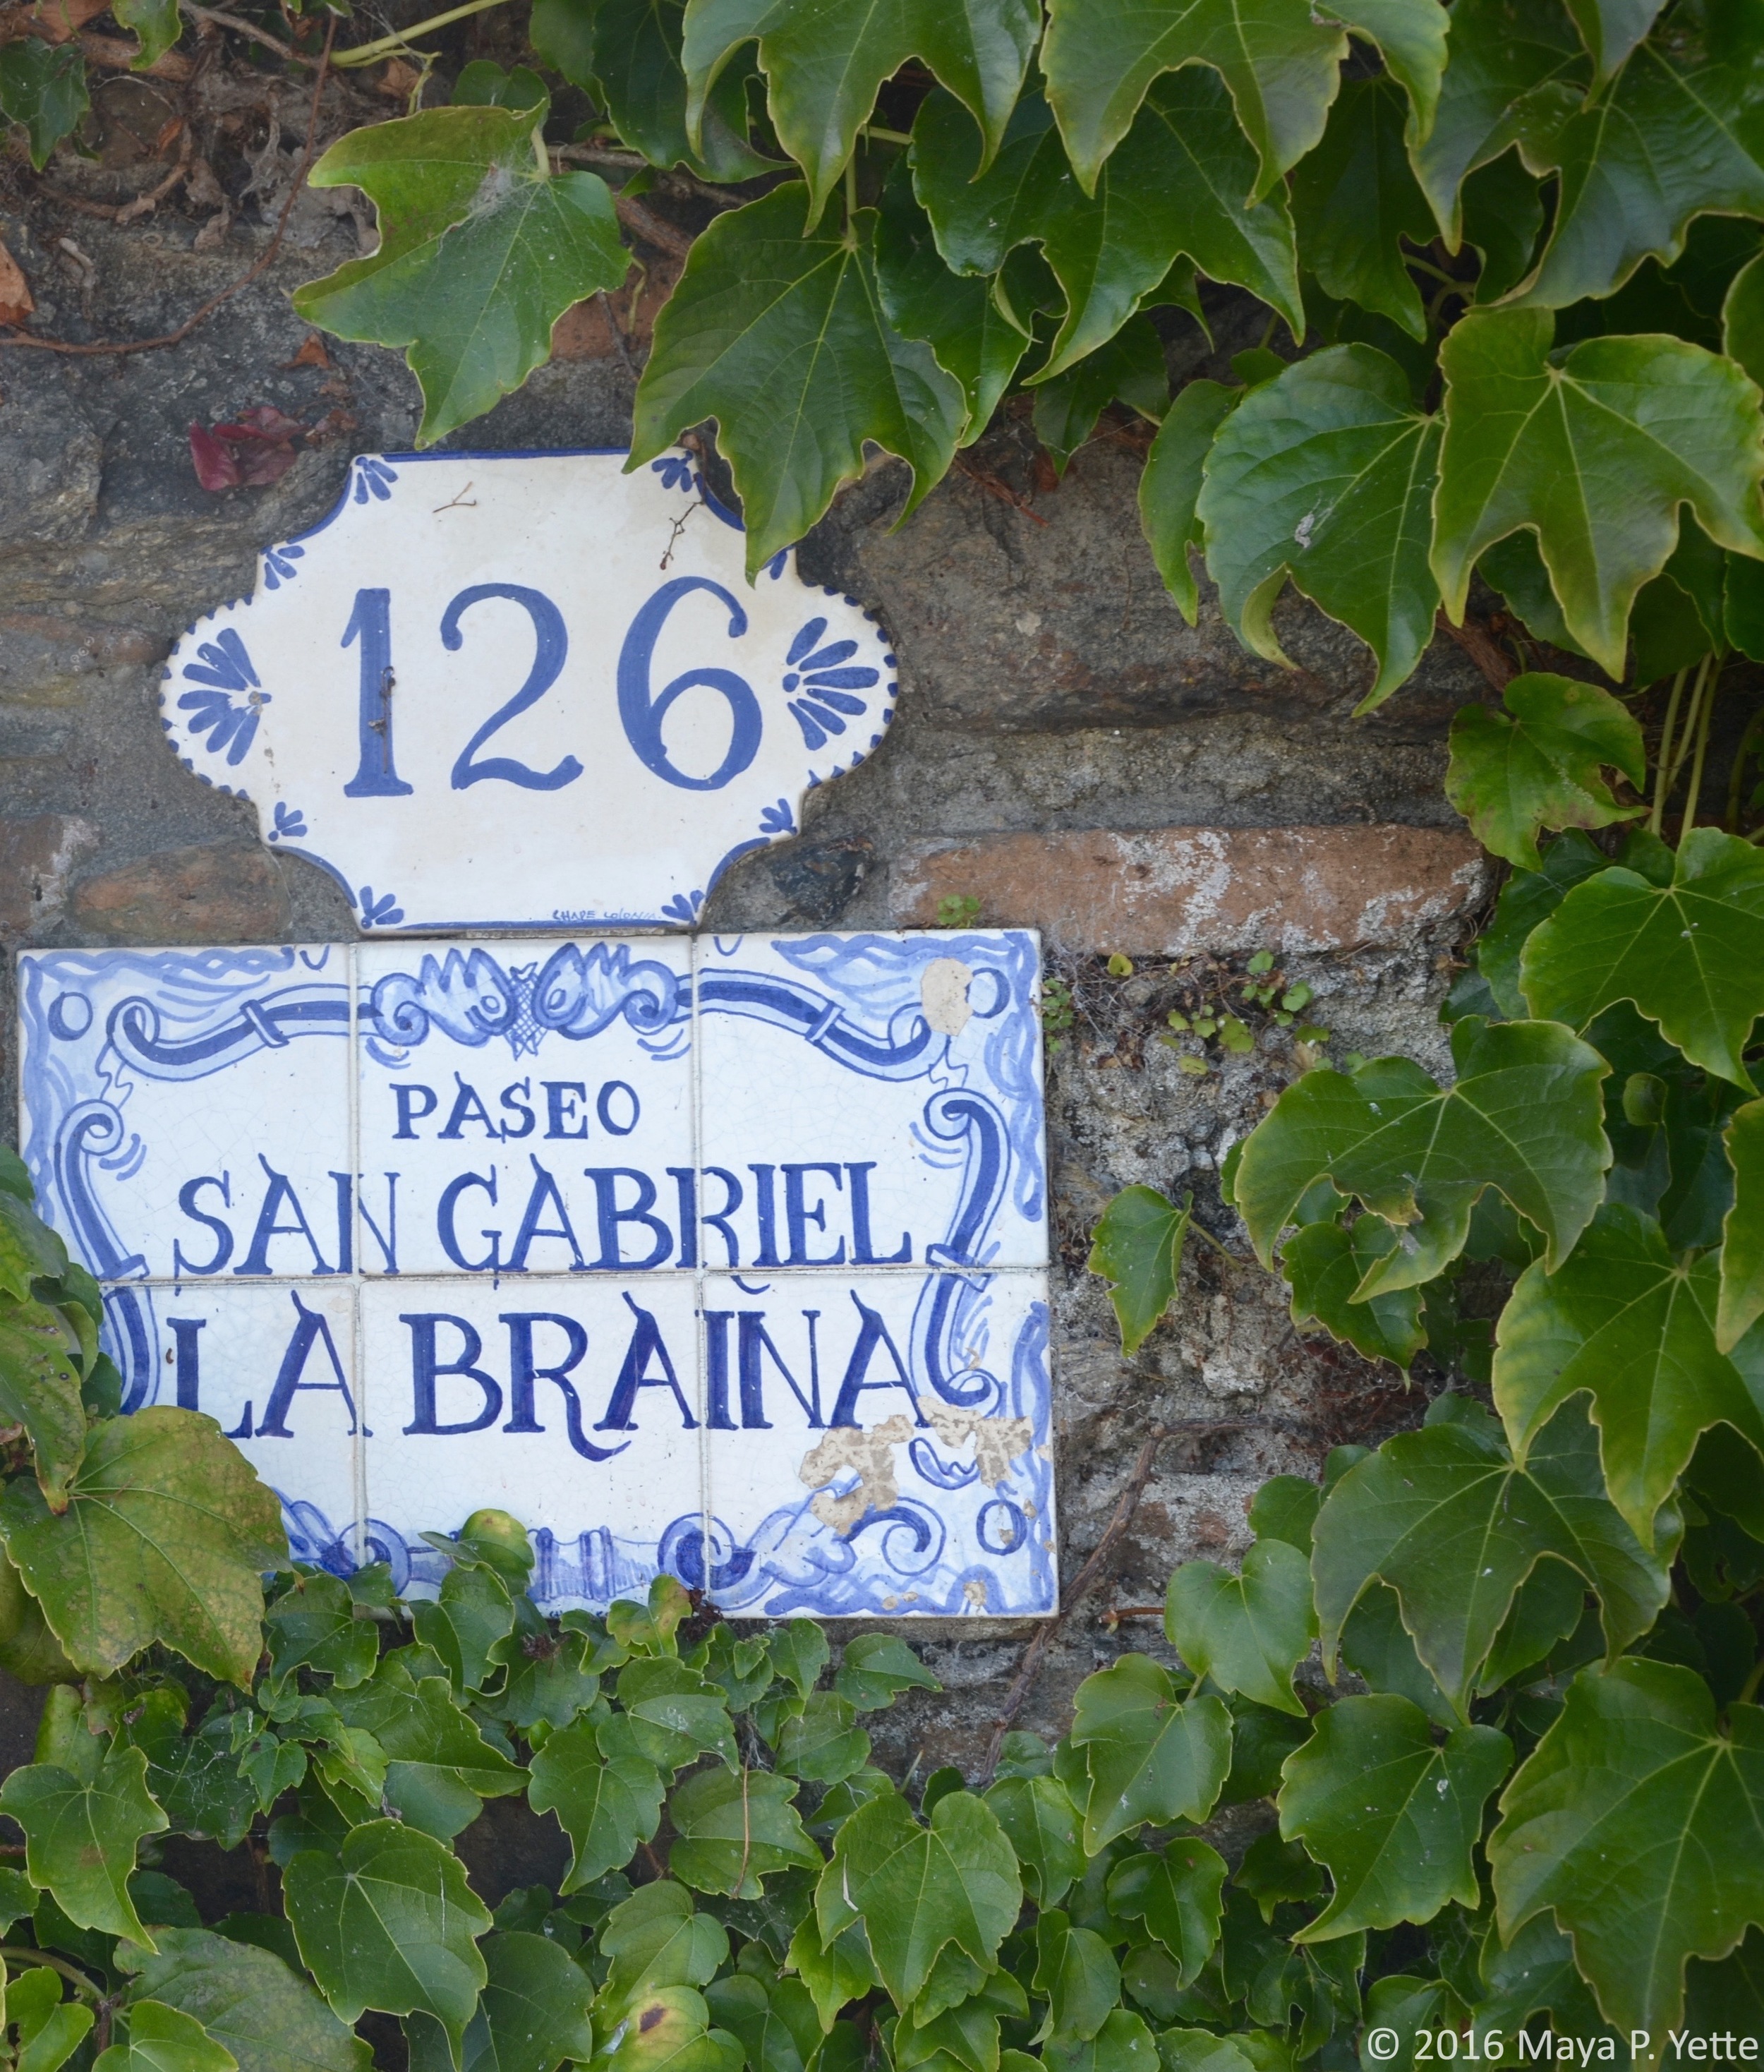 126
PASEO
SAN GABRIEL
LA BRAIÑA
© 2016 Maya P. Yette